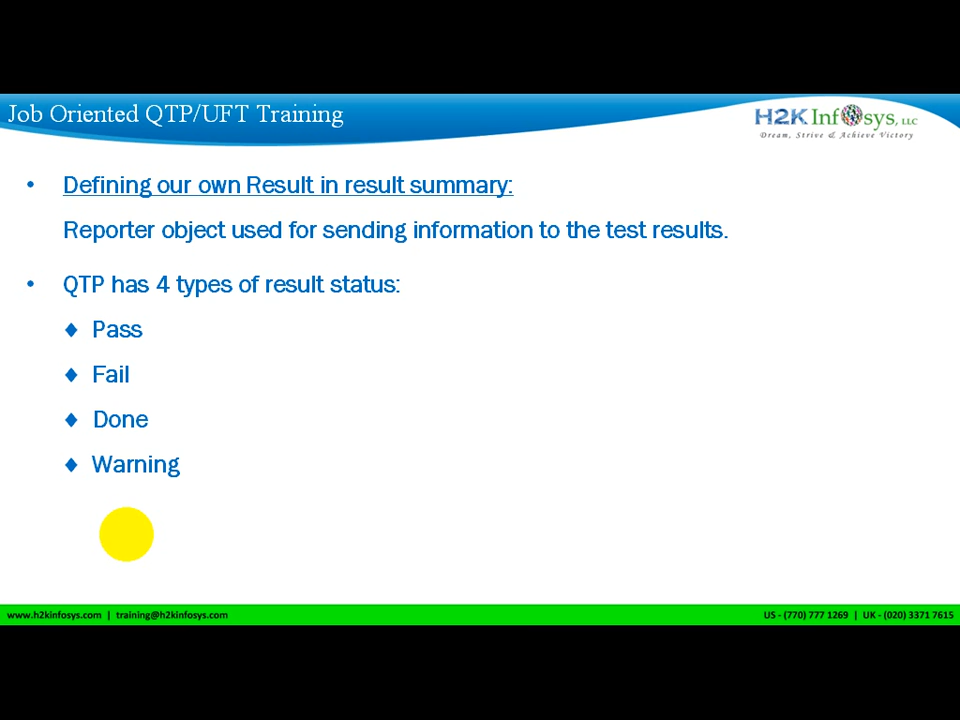 Job Oriented QTP/UFT Training
H2K Infosys, LLC
Dream, Strive & Achieve Victory
• Defining our own Result in result summary:
Reporter object used for sending information to the test results.
• QTP has 4 types of result status:
♦ Pass
♦ Fail
♦ Done
♦ Warning
www.h2kinfosys.com | training@h2kinfosys.com
US - (770) 777 1269 | UK - (020) 3371 7615